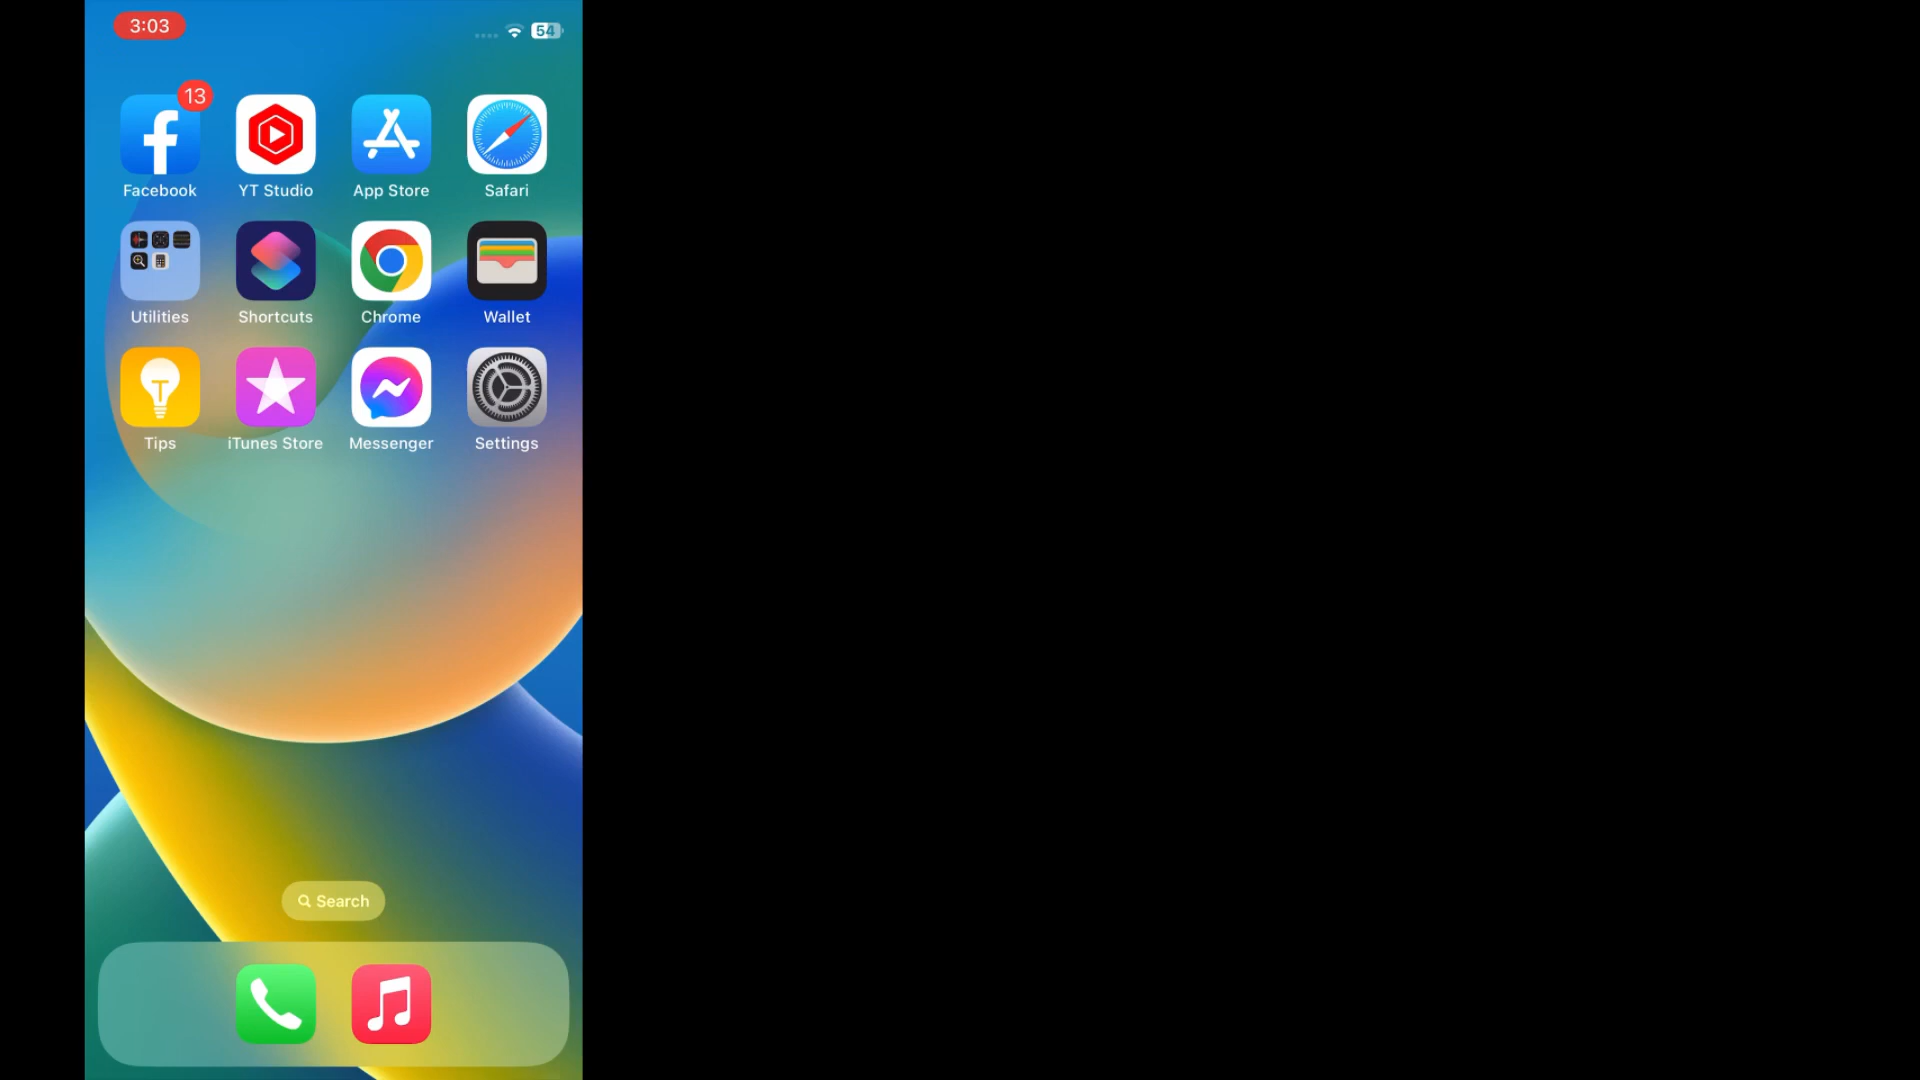 3:03
54
13
Facebook
YT Studio
App Store
Safari
Utilities
Shortcuts
Chrome
Wallet
Tips
iTunes Store
Messenger
Settings
Search